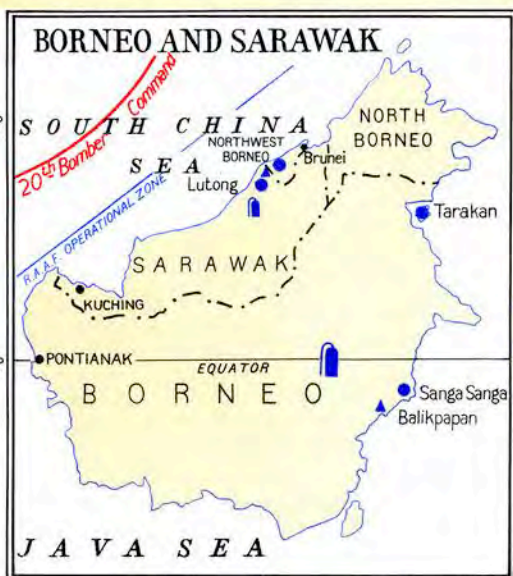 BORNEO AND SARAWAK
SOUTH CHINA
SEA
20th Bomber Command
R.A.A.F. OPERATIONAL ZONE
NORTH
BORNEO
NORTHWEST
BORNEO
Brunei
Lutong
Tarakan
SARAWAK
KUCHING
PONTIANAK
EQUATOR
BORNEO
Sanga Sanga
Balikpapan
JAVA SEA